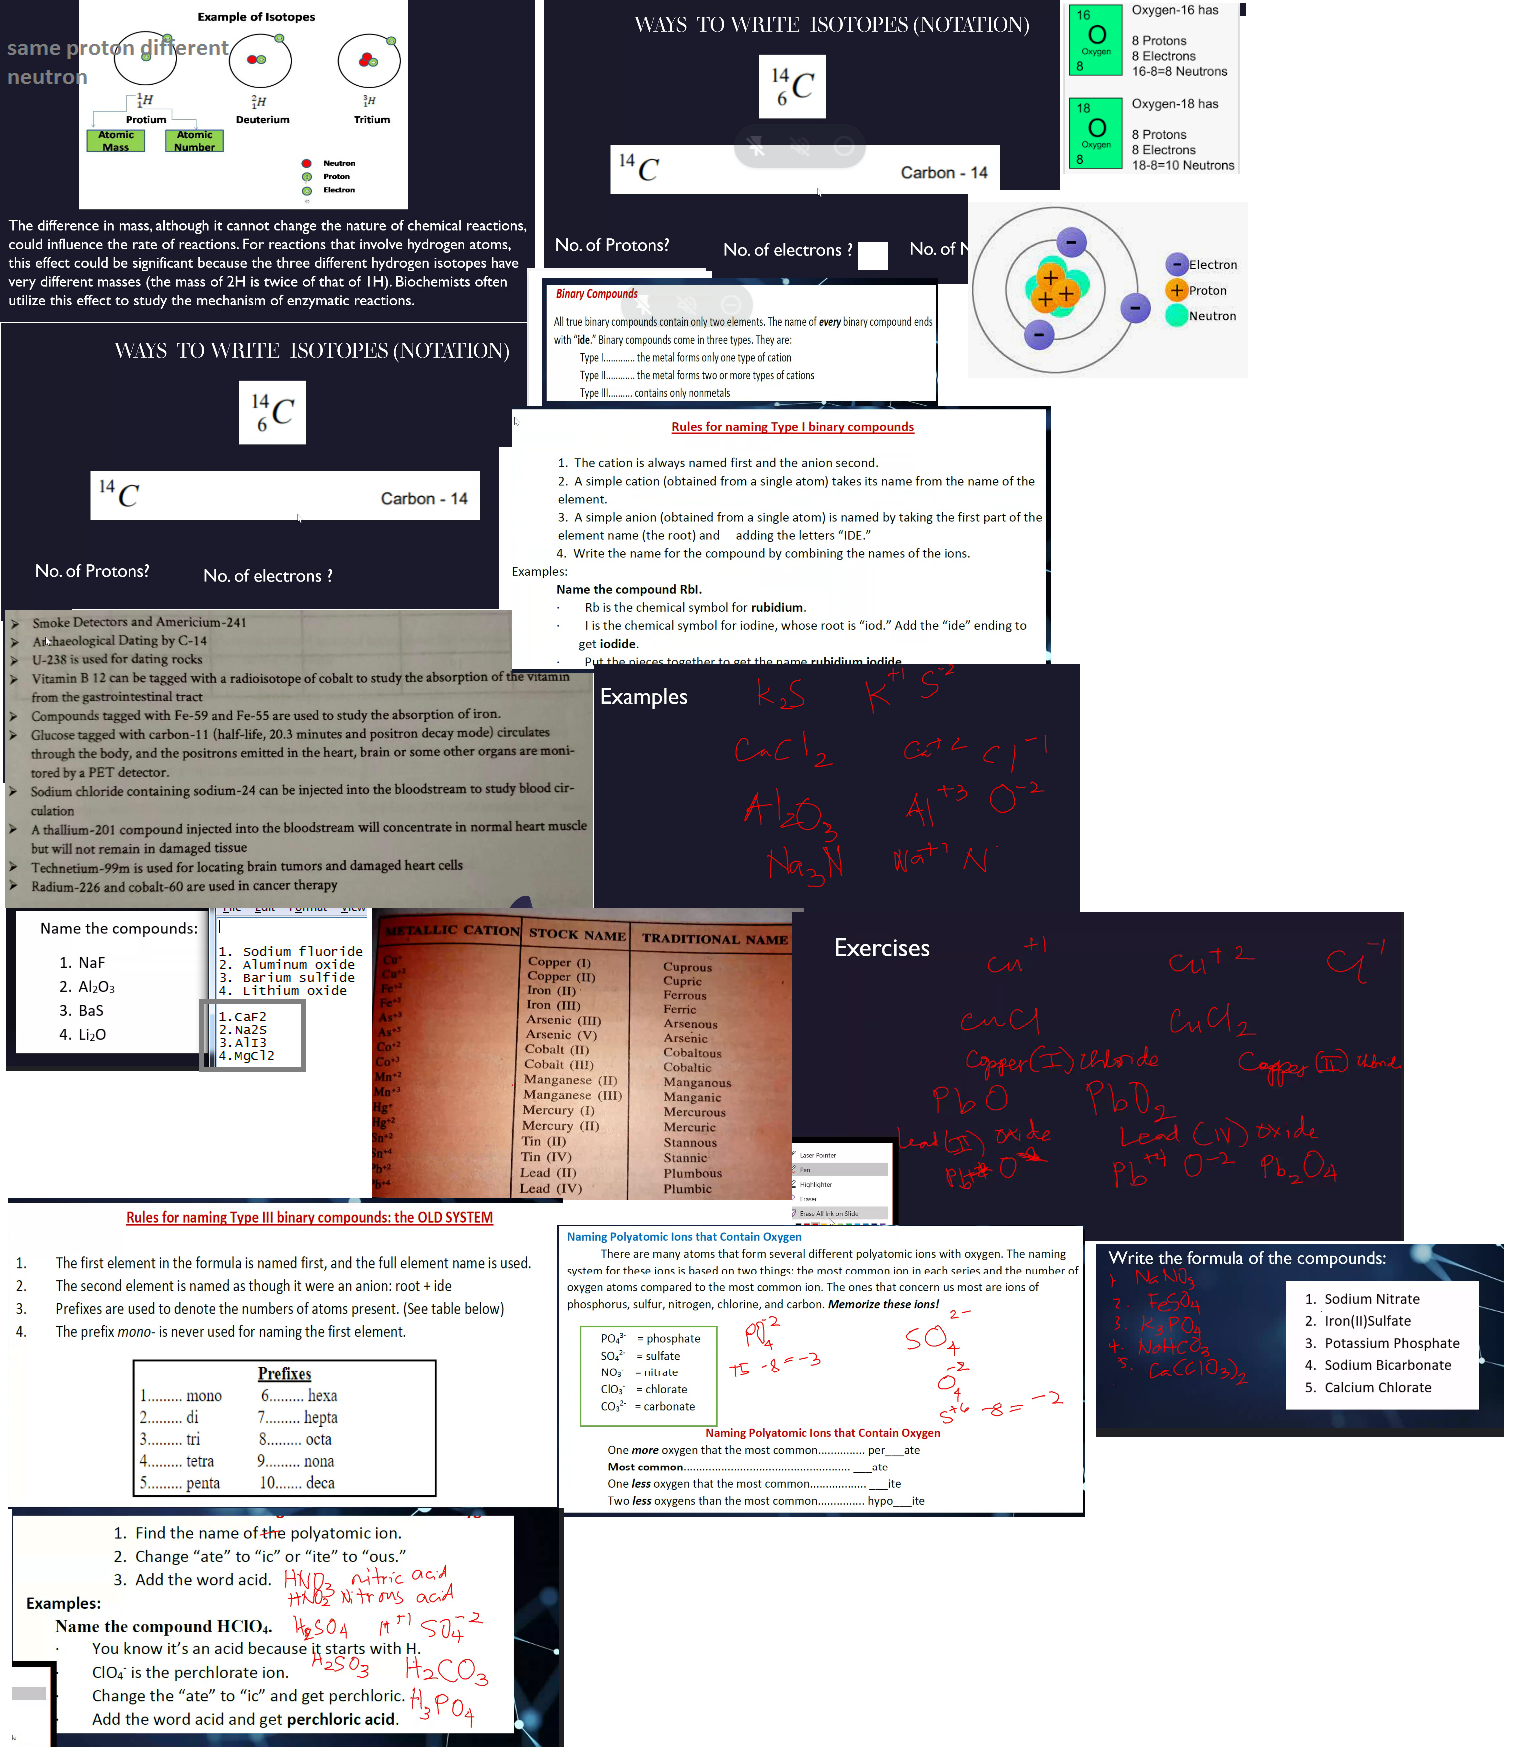 Example of Isotopes
same proton different
neutron
¹₁H
²₁H
³₁H
Protium
Deuterium
Tritium
Atomic
Mass
Atomic
Number
Neutron
Proton
Electron
The difference in mass, although it cannot change the nature of chemical reactions,
could influence the rate of reactions. For reactions that involve hydrogen atoms,
this effect could be significant because the three different hydrogen isotopes have
very different masses (the mass of 2H is twice of that of 1H). Biochemists often
utilize this effect to study the mechanism of enzymatic reactions.
WAYS TO WRITE ISOTOPES (NOTATION)
¹⁴₆C
¹⁴C
Carbon - 14
No. of Protons?
No. of electrons ?
No. of N
16
O
Oxygen
8
Oxygen-16 has
8 Protons
8 Electrons
16-8=8 Neutrons
18
O
Oxygen
8
Oxygen-18 has
8 Protons
8 Electrons
18-8=10 Neutrons
Electron
Proton
Neutron
Binary Compounds
All true binary compounds contain only two elements. The name of every binary compound ends
with “ide.” Binary compounds come in three types. They are:
Type I............. the metal forms only one type of cation
Type II............ the metal forms two or more types of cations
Type III.......... contains only nonmetals
WAYS TO WRITE ISOTOPES (NOTATION)
¹⁴₆C
¹⁴C
Carbon - 14
No. of Protons?
No. of electrons ?
Rules for naming Type I binary compounds
1. The cation is always named first and the anion second.
2. A simple cation (obtained from a single atom) takes its name from the name of the
element.
3. A simple anion (obtained from a single atom) is named by taking the first part of the
element name (the root) and adding the letters “IDE.”
4. Write the name for the compound by combining the names of the ions.
Examples:
Name the compound RbI.
· Rb is the chemical symbol for rubidium.
· I is the chemical symbol for iodine, whose root is “iod.” Add the “ide” ending to
get iodide.
· Put the pieces together to get the name rubidium iodide
➤ Smoke Detectors and Americium-241
➤ Archaeological Dating by C-14
➤ U-238 is used for dating rocks
➤ Vitamin B 12 can be tagged with a radioisotope of cobalt to study the absorption of the vitamin
from the gastrointestinal tract
➤ Compounds tagged with Fe-59 and Fe-55 are used to study the absorption of iron.
➤ Glucose tagged with carbon-11 (half-life, 20.3 minutes and positron decay mode) circulates
through the body, and the positrons emitted in the heart, brain or some other organs are moni-
tored by a PET detector.
➤ Sodium chloride containing sodium-24 can be injected into the bloodstream to study blood cir-
culation
➤ A thallium-201 compound injected into the bloodstream will concentrate in normal heart muscle
but will not remain in damaged tissue
➤ Technetium-99m is used for locating brain tumors and damaged heart cells
➤ Radium-226 and cobalt-60 are used in cancer therapy
Examples
K₂S K⁺¹ S⁻²
CaCl₂ Ca⁺² Cl⁻¹
Al₂O₃ Al⁺³ O⁻²
Na₃N Na⁺¹ N⁻
Name the compounds:
1. NaF
2. Al₂O₃
3. BaS
4. Li₂O
File Edit Format View
1. Sodium fluoride
2. Aluminum oxide
3. Barium sulfide
4. Lithium oxide
1.CaF2
2.Na2S
3.AlI3
4.MgCl2
METALLIC CATION STOCK NAME TRADITIONAL NAME
Cu⁺ Copper (I) Cuprous
Cu⁺² Copper (II) Cupric
Fe⁺² Iron (II) Ferrous
Fe⁺³ Iron (III) Ferric
As⁺³ Arsenic (III) Arsenous
As⁺⁵ Arsenic (V) Arsenic
Co⁺² Cobalt (II) Cobaltous
Co⁺³ Cobalt (III) Cobaltic
Mn⁺² Manganese (II) Manganous
Mn⁺³ Manganese (III) Manganic
Hg⁺ Mercury (I) Mercurous
Hg⁺² Mercury (II) Mercuric
Sn⁺² Tin (II) Stannous
Sn⁺⁴ Tin (IV) Stannic
Pb⁺² Lead (II) Plumbous
Pb⁺⁴ Lead (IV) Plumbic
Exercises
Cu⁺¹ Cu⁺² Cl⁻¹
CuCl CuCl₂
Copper(I) chloride Copper (II) chloride
PbO PbO₂
Lead (II) oxide Lead (IV) oxide
Pb⁺² O⁻² Pb⁺⁴ O⁻² Pb₂O₄
Laser Pointer
Pen
Highlighter
Eraser
Erase All Ink on Slide
Rules for naming Type III binary compounds: the OLD SYSTEM
1. The first element in the formula is named first, and the full element name is used.
2. The second element is named as though it were an anion: root + ide
3. Prefixes are used to denote the numbers of atoms present. (See table below)
4. The prefix mono- is never used for naming the first element.
Prefixes
1......... mono 6......... hexa
2......... di 7......... hepta
3......... tri 8......... octa
4......... tetra 9......... nona
5......... penta 10....... deca
Naming Polyatomic Ions that Contain Oxygen
There are many atoms that form several different polyatomic ions with oxygen. The naming
system for these ions is based on two things: the most common ion in each series and the number of
oxygen atoms compared to the most common ion. The ones that concern us most are ions of
phosphorus, sulfur, nitrogen, chlorine, and carbon. Memorize these ions!
PO₄³⁻ = phosphate
SO₄²⁻ = sulfate
NO₃⁻ = nitrate
ClO₃⁻ = chlorate
CO₃²⁻ = carbonate
PO₄⁻²
+5 -8=-3
SO₄²⁻
O₄⁻²
S⁺⁶ -8= -2
Naming Polyatomic Ions that Contain Oxygen
One more oxygen that the most common............... per___ate
Most common..................................................... ___ate
One less oxygen that the most common.................. ___ite
Two less oxygens than the most common............... hypo___ite
Write the formula of the compounds:
1. NaNO₃
2. FeSO₄
3. K₃PO₄
4. NaHCO₃
5. Ca(ClO₃)₂
1. Sodium Nitrate
2. Iron(II)Sulfate
3. Potassium Phosphate
4. Sodium Bicarbonate
5. Calcium Chlorate
1. Find the name of the polyatomic ion.
2. Change “ate” to “ic” or “ite” to “ous.”
3. Add the word acid. HNO₃ nitric acid
HNO₂ Nitrous acid
Examples:
Name the compound HClO₄. H₂SO₄ H⁺¹ SO₄⁻²
· You know it’s an acid because it starts with H.
H₂SO₃ H₂CO₃
· ClO₄⁻ is the perchlorate ion.
· Change the “ate” to “ic” and get perchloric. H₃PO₄
· Add the word acid and get perchloric acid.